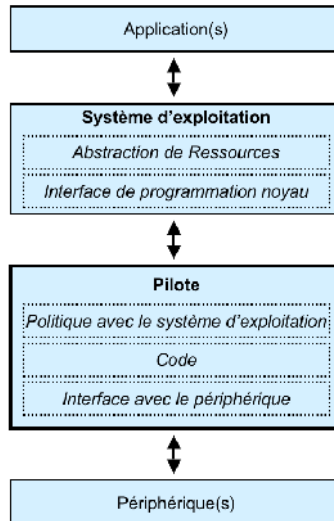 Application(s)
Système d'exploitation
Abstraction de Ressources
Interface de programmation noyau
Pilote
Politique avec le système d'exploitation
Code
Interface avec le périphérique
Périphérique(s)